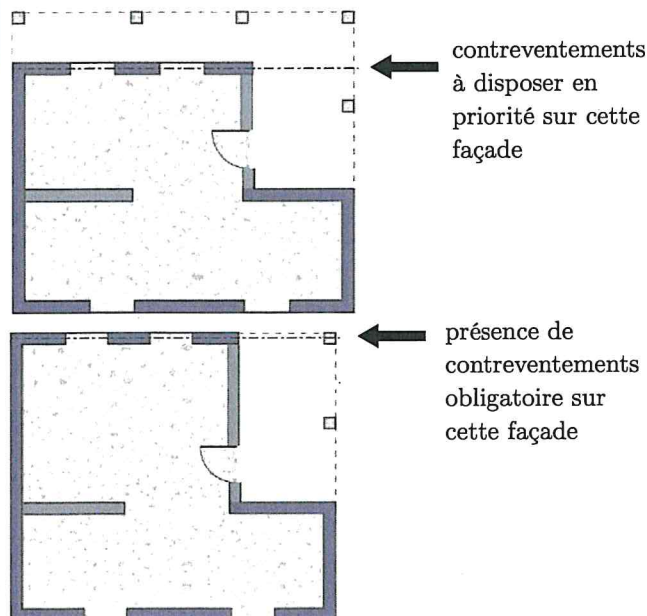 contreventements
à disposer en
priorité sur cette
façade
présence de
contreventements
obligatoire sur
cette façade